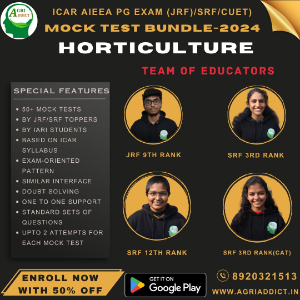 AGRI
ADDICT
ICAR AIEEA PG EXAM (JRF)/SRF/CUET)
MOCK TEST BUNDLE-2024
HORTICULTURE
TEAM OF EDUCATORS
SPECIAL FEATURES
• 50+ MOCK TESTS
• BY JRF/SRF TOPPERS
• BY IARI STUDENTS
• BASED ON ICAR
SYLLABUS
• EXAM-ORIENTED
PATTERN
• SIMILAR INTERFACE
• DOUBT SOLVING
• ONE TO ONE SUPPORT
• STANDARD SETS OF
QUESTIONS
• UPTO 2 ATTEMPTS FOR
EACH MOCK TEST
JRF 9TH RANK
SRF 3RD RANK
SRF 12TH RANK
SRF 3RD RANK(CAT)
ENROLL NOW
WITH 50% OFF
GET IT ON
Google Play
8920321513
WWW.AGRIADDICT.IN